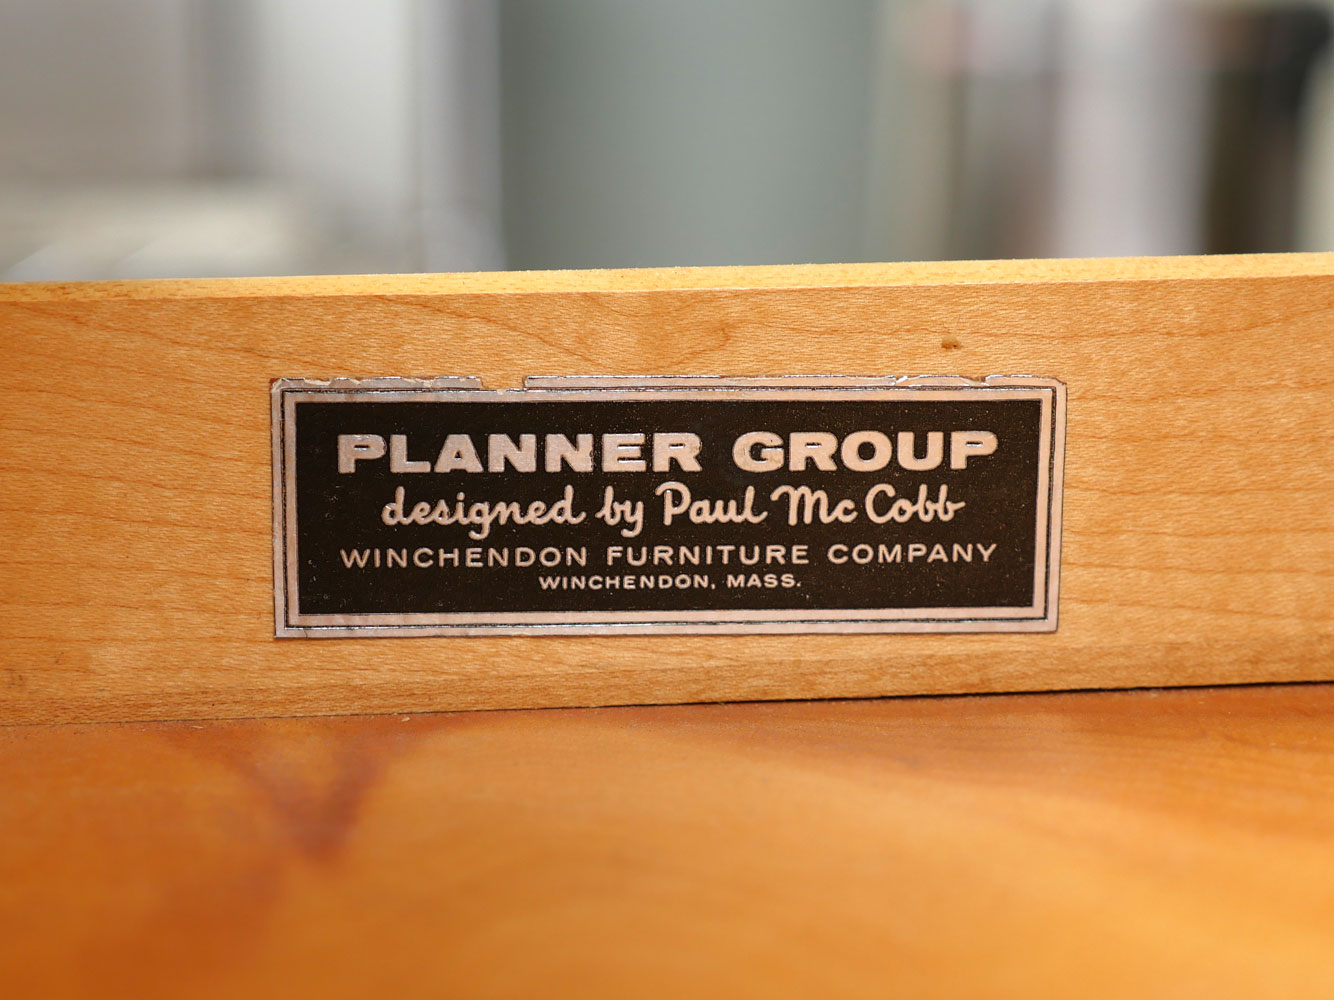 PLANNER GROUP
designed by Paul McCobb
WINCHENDON FURNITURE COMPANY
WINCHENDON, MASS.